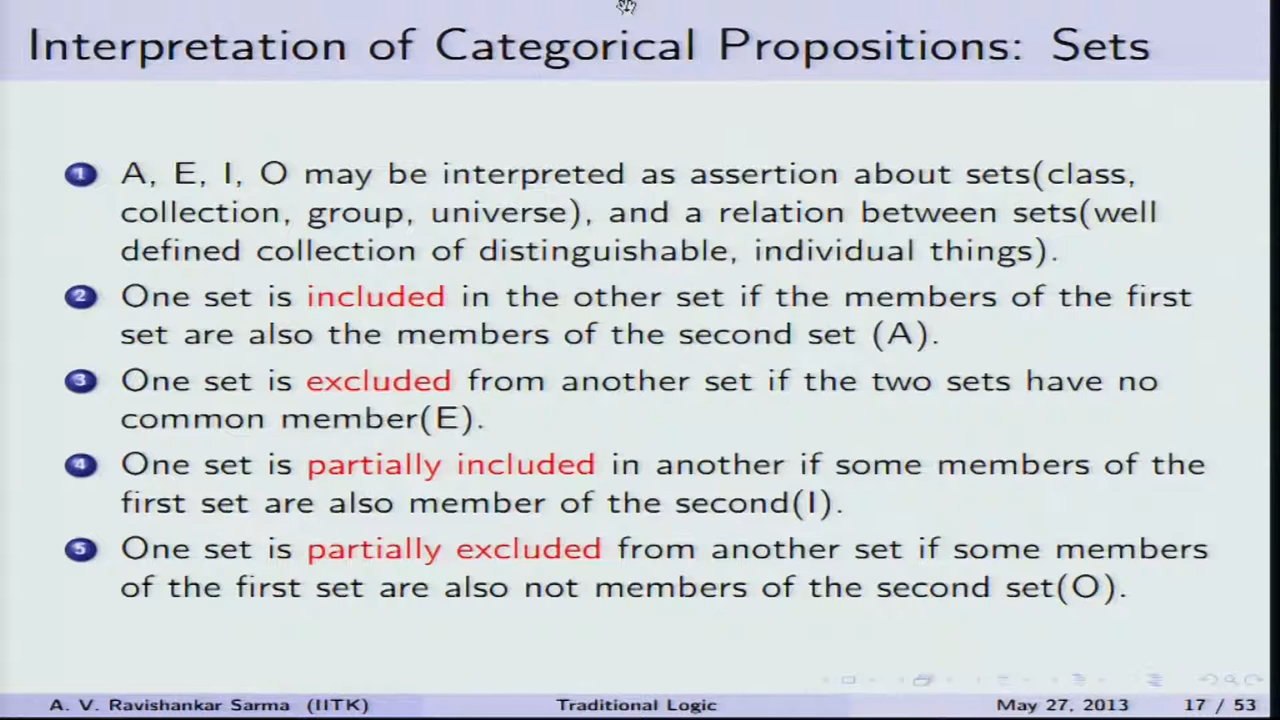 Interpretation of Categorical Propositions: Sets
1 A, E, I, O may be interpreted as assertion about sets(class,
collection, group, universe), and a relation between sets(well
defined collection of distinguishable, individual things).
2 One set is included in the other set if the members of the first
set are also the members of the second set (A).
3 One set is excluded from another set if the two sets have no
common member(E).
4 One set is partially included in another if some members of the
first set are also member of the second(I).
5 One set is partially excluded from another set if some members
of the first set are also not members of the second set(O).
A. V. Ravishankar Sarma (IITK) Traditional Logic May 27, 2013 17 / 53